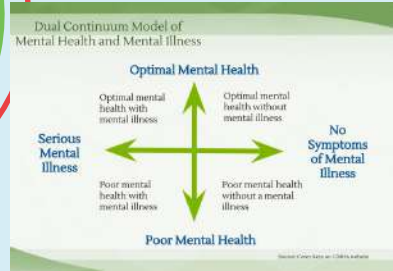 Dual Continuum Model of
Mental Health and Mental Illness
Optimal Mental Health
Optimal mental
health with
mental illness
Optimal mental
health without
mental illness
Serious
Mental
Illness
No
Symptoms
of Mental
Illness
Poor mental
health with
mental illness
Poor mental health
without a mental
illness
Poor Mental Health